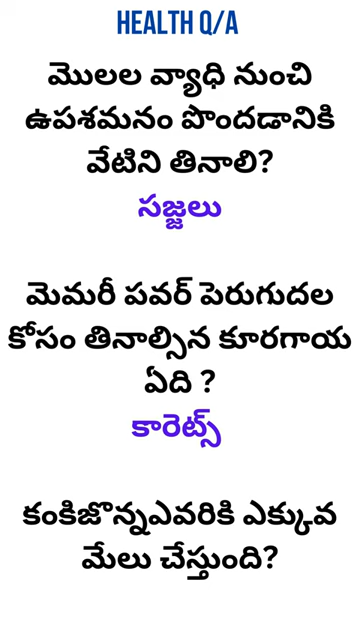 HEALTH Q/A
మొలల వ్యాధి నుంచి
ఉపశమనం పొందడానికి
వేటిని తినాలి?
సజ్జలు
మెమరీ పవర్ పెరుగుదల
కోసం తినాల్సిన కూరగాయ
ఏది ?
కారెట్స్
కంకిజొన్నఎవరికి ఎక్కువ
మేలు చేస్తుంది?